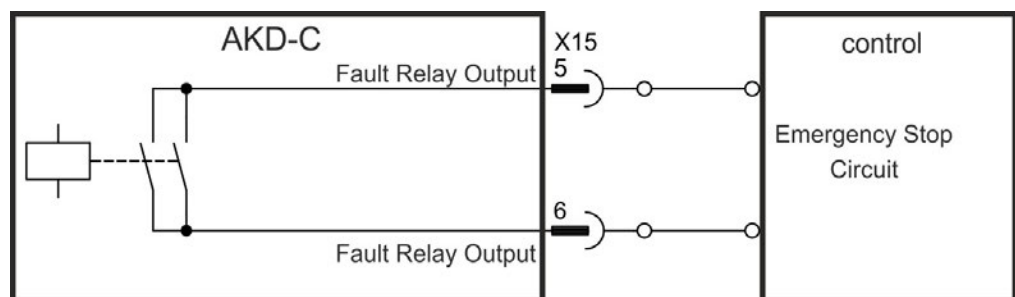 AKD-C
X15
control
Fault Relay Output
5
Emergency Stop
Circuit
6
Fault Relay Output